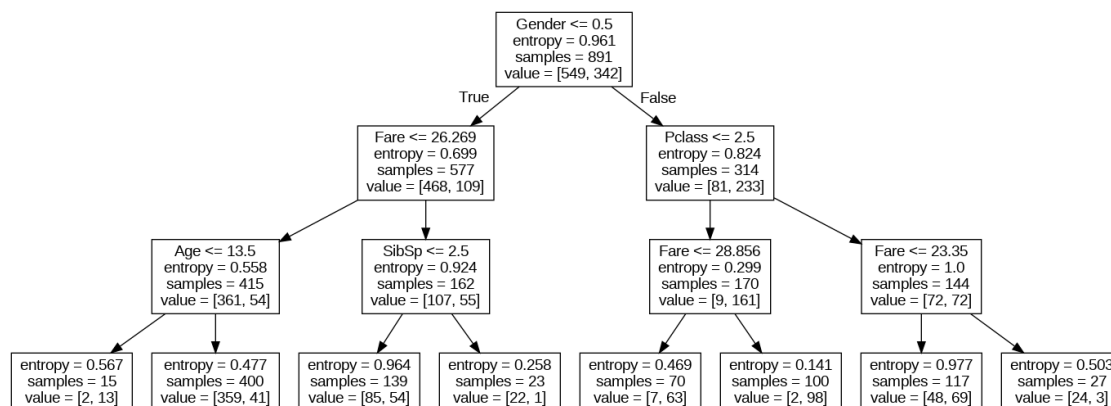 Gender <= 0.5
entropy = 0.961
samples = 891
value = [549, 342]
True
False
Fare <= 26.269
entropy = 0.699
samples = 577
value = [468, 109]
Pclass <= 2.5
entropy = 0.824
samples = 314
value = [81, 233]
Age <= 13.5
entropy = 0.558
samples = 415
value = [361, 54]
SibSp <= 2.5
entropy = 0.924
samples = 162
value = [107, 55]
Fare <= 28.856
entropy = 0.299
samples = 170
value = [9, 161]
Fare <= 23.35
entropy = 1.0
samples = 144
value = [72, 72]
entropy = 0.567
samples = 15
value = [2, 13]
entropy = 0.477
samples = 400
value = [359, 41]
entropy = 0.964
samples = 139
value = [85, 54]
entropy = 0.258
samples = 23
value = [22, 1]
entropy = 0.469
samples = 70
value = [7, 63]
entropy = 0.141
samples = 100
value = [2, 98]
entropy = 0.977
samples = 117
value = [48, 69]
entropy = 0.503
samples = 27
value = [24, 3]